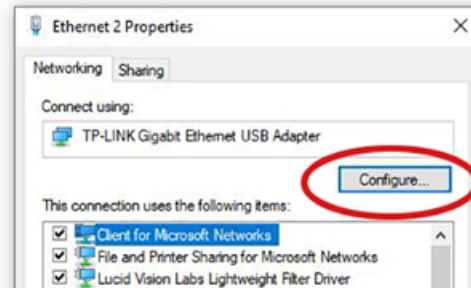 Ethernet 2 Properties
Networking Sharing
Connect using:
TP-LINK Gigabit Ethernet USB Adapter
Configure...
This connection uses the following items:
Client for Microsoft Networks
File and Printer Sharing for Microsoft Networks
Lucid Vision Labs Lightweight Filter Driver